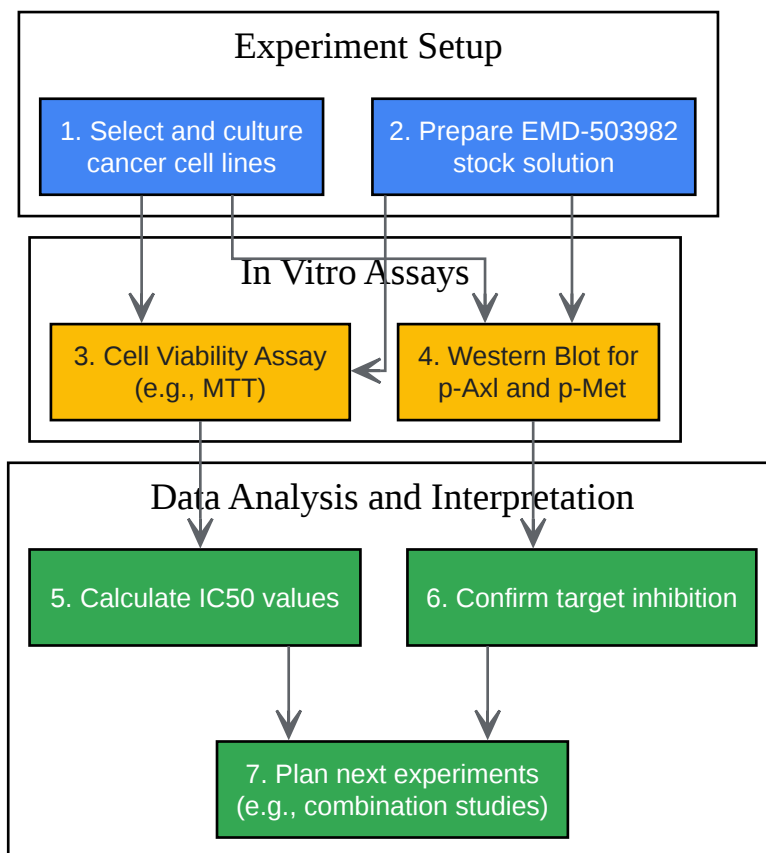 Experiment Setup
1. Select and culture
cancer cell lines
2. Prepare EMD-503982
stock solution
In Vitro Assays
3. Cell Viability Assay
(e.g., MTT)
4. Western Blot for
p-Axl and p-Met
Data Analysis and Interpretation
5. Calculate IC50 values
6. Confirm target inhibition
7. Plan next experiments
(e.g., combination studies)